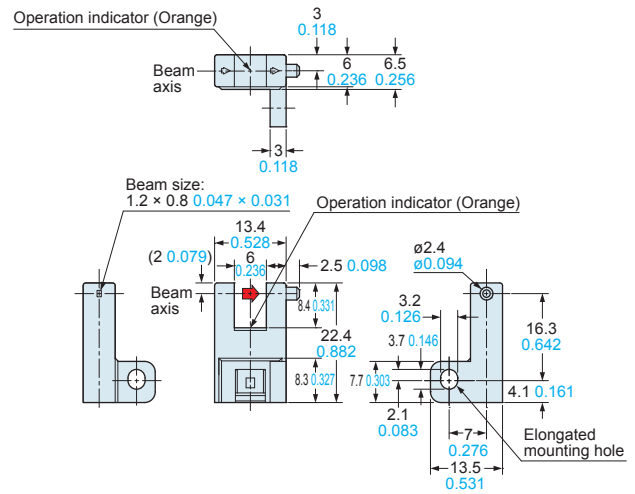 Operation indicator (Orange)
3
0.118
Beam
axis
6
0.236
6.5
0.256
3
0.118
Beam size:
1.2 × 0.8 0.047 × 0.031
Operation indicator (Orange)
13.4
0.528
(2 0.079)
6
0.236
2.5 0.098
Beam
axis
8.4 0.331
22.4
0.882
8.3 0.327
ø2.4
ø0.094
3.2
0.126
16.3
0.642
3.7 0.146
7.7 0.303
4.1 0.161
2.1
0.083
7
0.276
Elongated
mounting hole
13.5
0.531